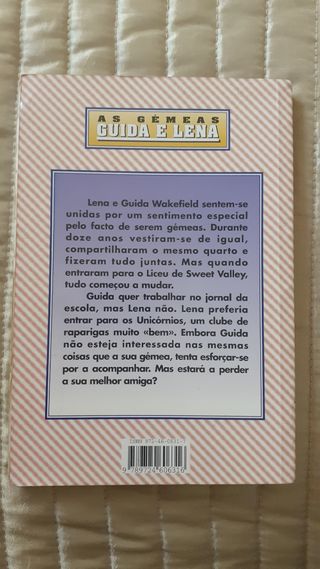 AS GÉMEAS
GUIDA E LENA
Lena e Guida Wakefield sentem-se
unidas por um sentimento especial
pelo facto de serem gémeas. Durante
doze anos vestiram-se de igual,
compartilharam o mesmo quarto e
fizeram tudo juntas. Mas quando
entraram para o Liceu de Sweet Valley,
tudo começou a mudar.
Guida quer trabalhar no jornal da
escola, mas Lena não. Lena preferia
entrar para os Unicórnios, um clube de
raparigas muito «bem». Embora Guida
não esteja interessada nas mesmas
coisas que a sua gémea, tenta esforçar-se
por a acompanhar. Mas estará a perder
a sua melhor amiga?
9 789724 606316